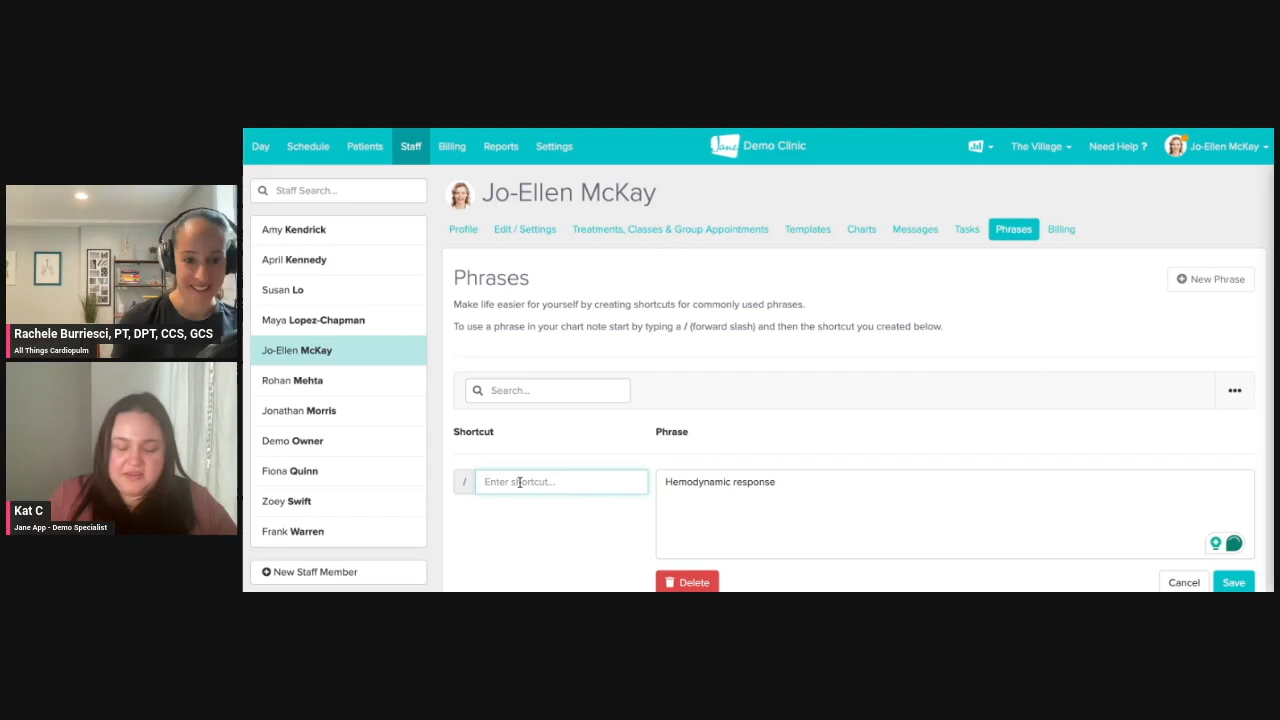 Rachele Burriesci, PT, DPT, CCS, GCS
All Things Cardiopulm
Kat C
Jane App - Demo Specialist
Day Schedule Patients Staff Billing Reports Settings
Jane Demo Clinic
The Village Need Help ? Jo-Ellen McKay
Staff Search...
Amy Kendrick
April Kennedy
Susan Lo
Maya Lopez-Chapman
Jo-Ellen McKay
Rohan Mehta
Jonathan Morris
Demo Owner
Fiona Quinn
Zoey Swift
Frank Warren
New Staff Member
Jo-Ellen McKay
Profile Edit / Settings Treatments, Classes & Group Appointments Templates Charts Messages Tasks Phrases Billing
Phrases
New Phrase
Make life easier for yourself by creating shortcuts for commonly used phrases.
To use a phrase in your chart note start by typing a / (forward slash) and then the shortcut you created below.
Search...
Shortcut Phrase
/ Enter shortcut... Hemodynamic response
Delete Cancel Save